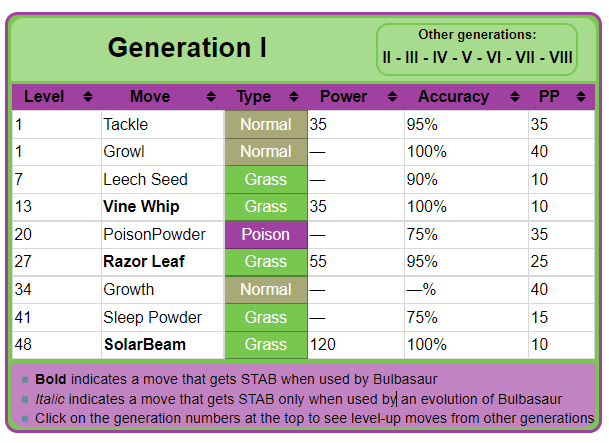 Generation I
Other generations:
II - III - IV - V - VI - VII - VIII
Level Move Type Power Accuracy PP
1 Tackle Normal 35 95% 35
1 Growl Normal — 100% 40
7 Leech Seed Grass — 90% 10
13 Vine Whip Grass 35 100% 10
20 PoisonPowder Poison — 75% 35
27 Razor Leaf Grass 55 95% 25
34 Growth Normal — —% 40
41 Sleep Powder Grass — 75% 15
48 SolarBeam Grass 120 100% 10
Bold indicates a move that gets STAB when used by Bulbasaur
Italic indicates a move that gets STAB only when used by an evolution of Bulbasaur
Click on the generation numbers at the top to see level-up moves from other generations